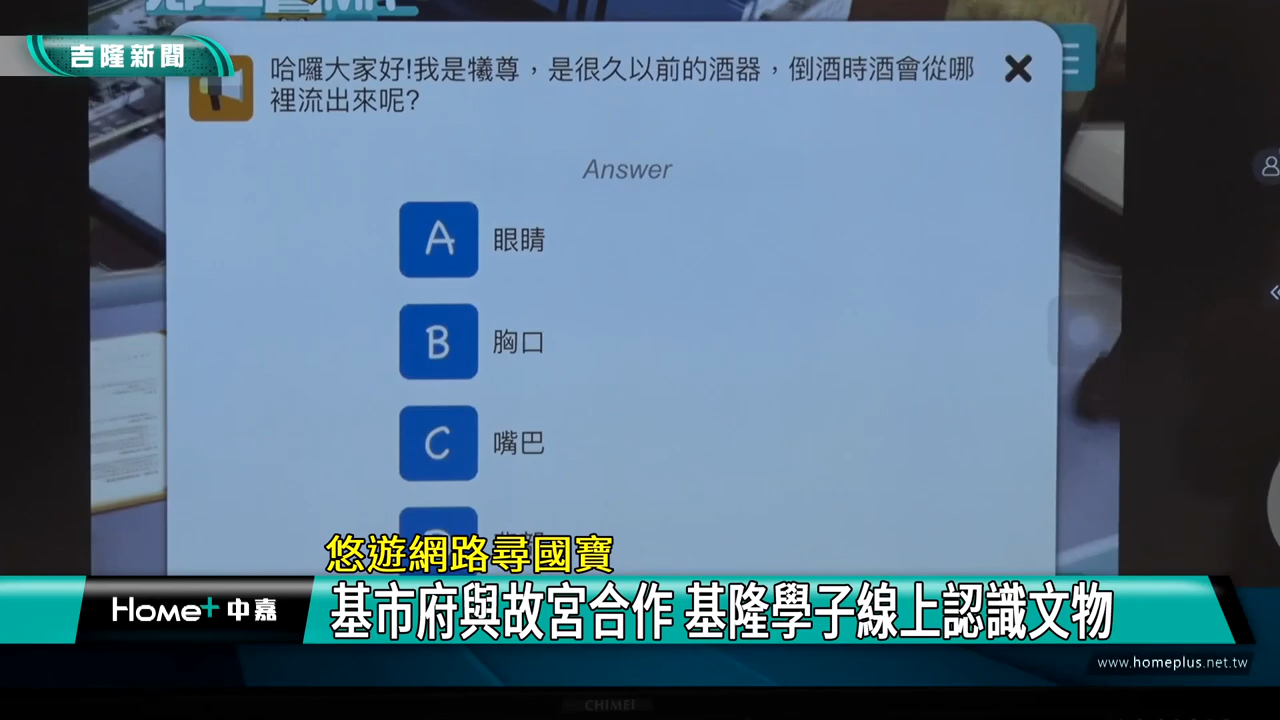 吉隆新聞
哈囉大家好!我是犧尊，是很久以前的酒器，倒酒時酒會從哪
裡流出來呢?
Answer
A 眼睛
B 胸口
C 嘴巴
悠遊網路尋國寶
Home+中嘉
基市府與故宮合作 基隆學子線上認識文物
www.homeplus.net.tw
CHIMEI